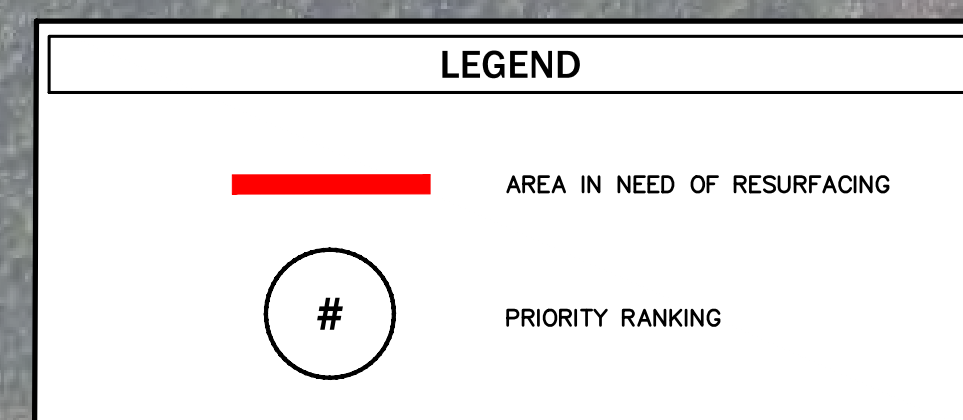 LEGEND
AREA IN NEED OF RESURFACING
#
PRIORITY RANKING